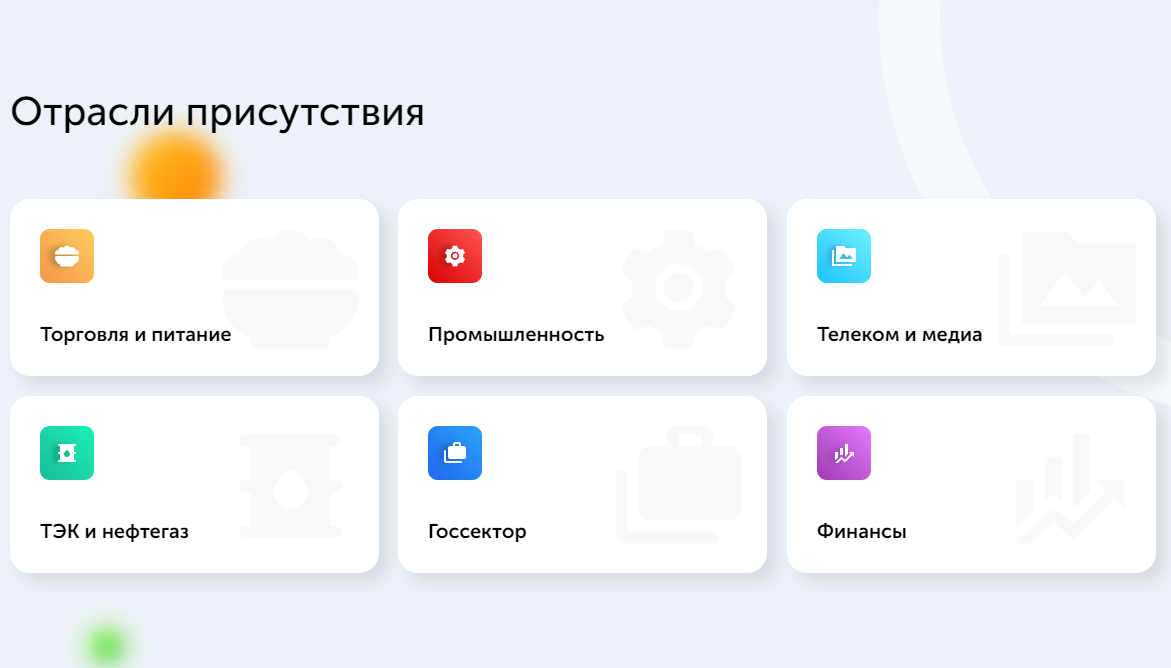 Отрасли присутствия
Торговля и питание
Промышленность
Телеком и медиа
ТЭК и нефтегаз
Госсектор
Финансы